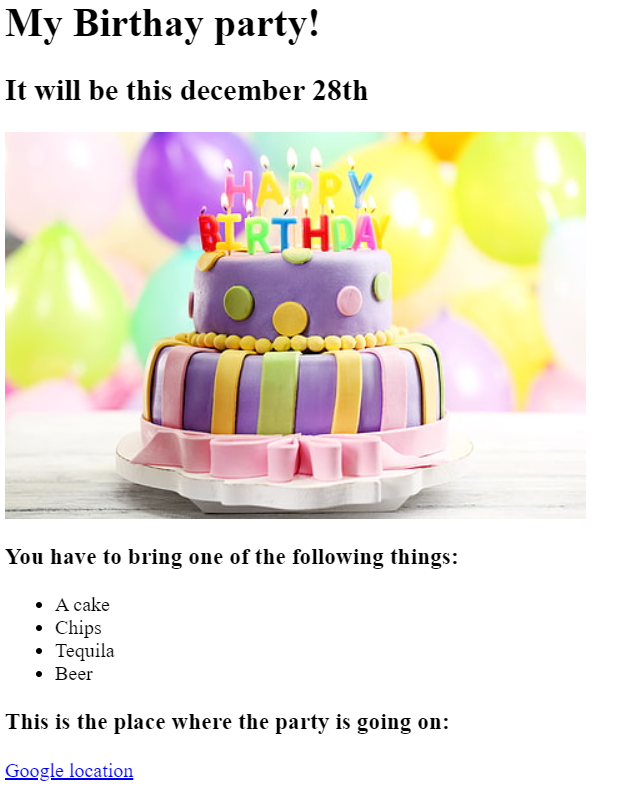 My Birthay party!
It will be this december 28th
HAPPY
BIRTHDAY
You have to bring one of the following things:
A cake
Chips
Tequila
Beer
This is the place where the party is going on:
Google location